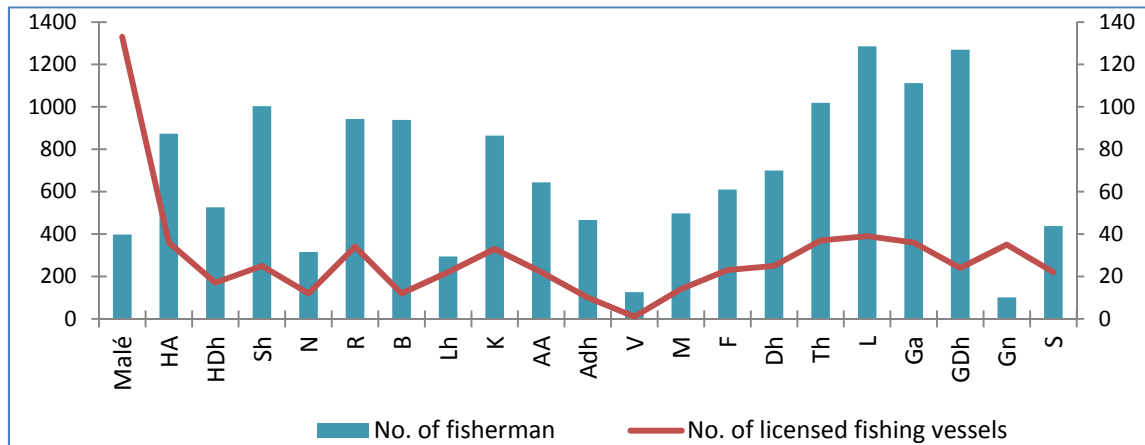 1400
1200
1000
800
600
400
200
0
140
120
100
80
60
40
20
0
Malé
HA
HDh
Sh
N
R
B
Lh
K
AA
Adh
V
M
F
Dh
Th
L
Ga
GDh
Gn
S
No. of fisherman
No. of licensed fishing vessels